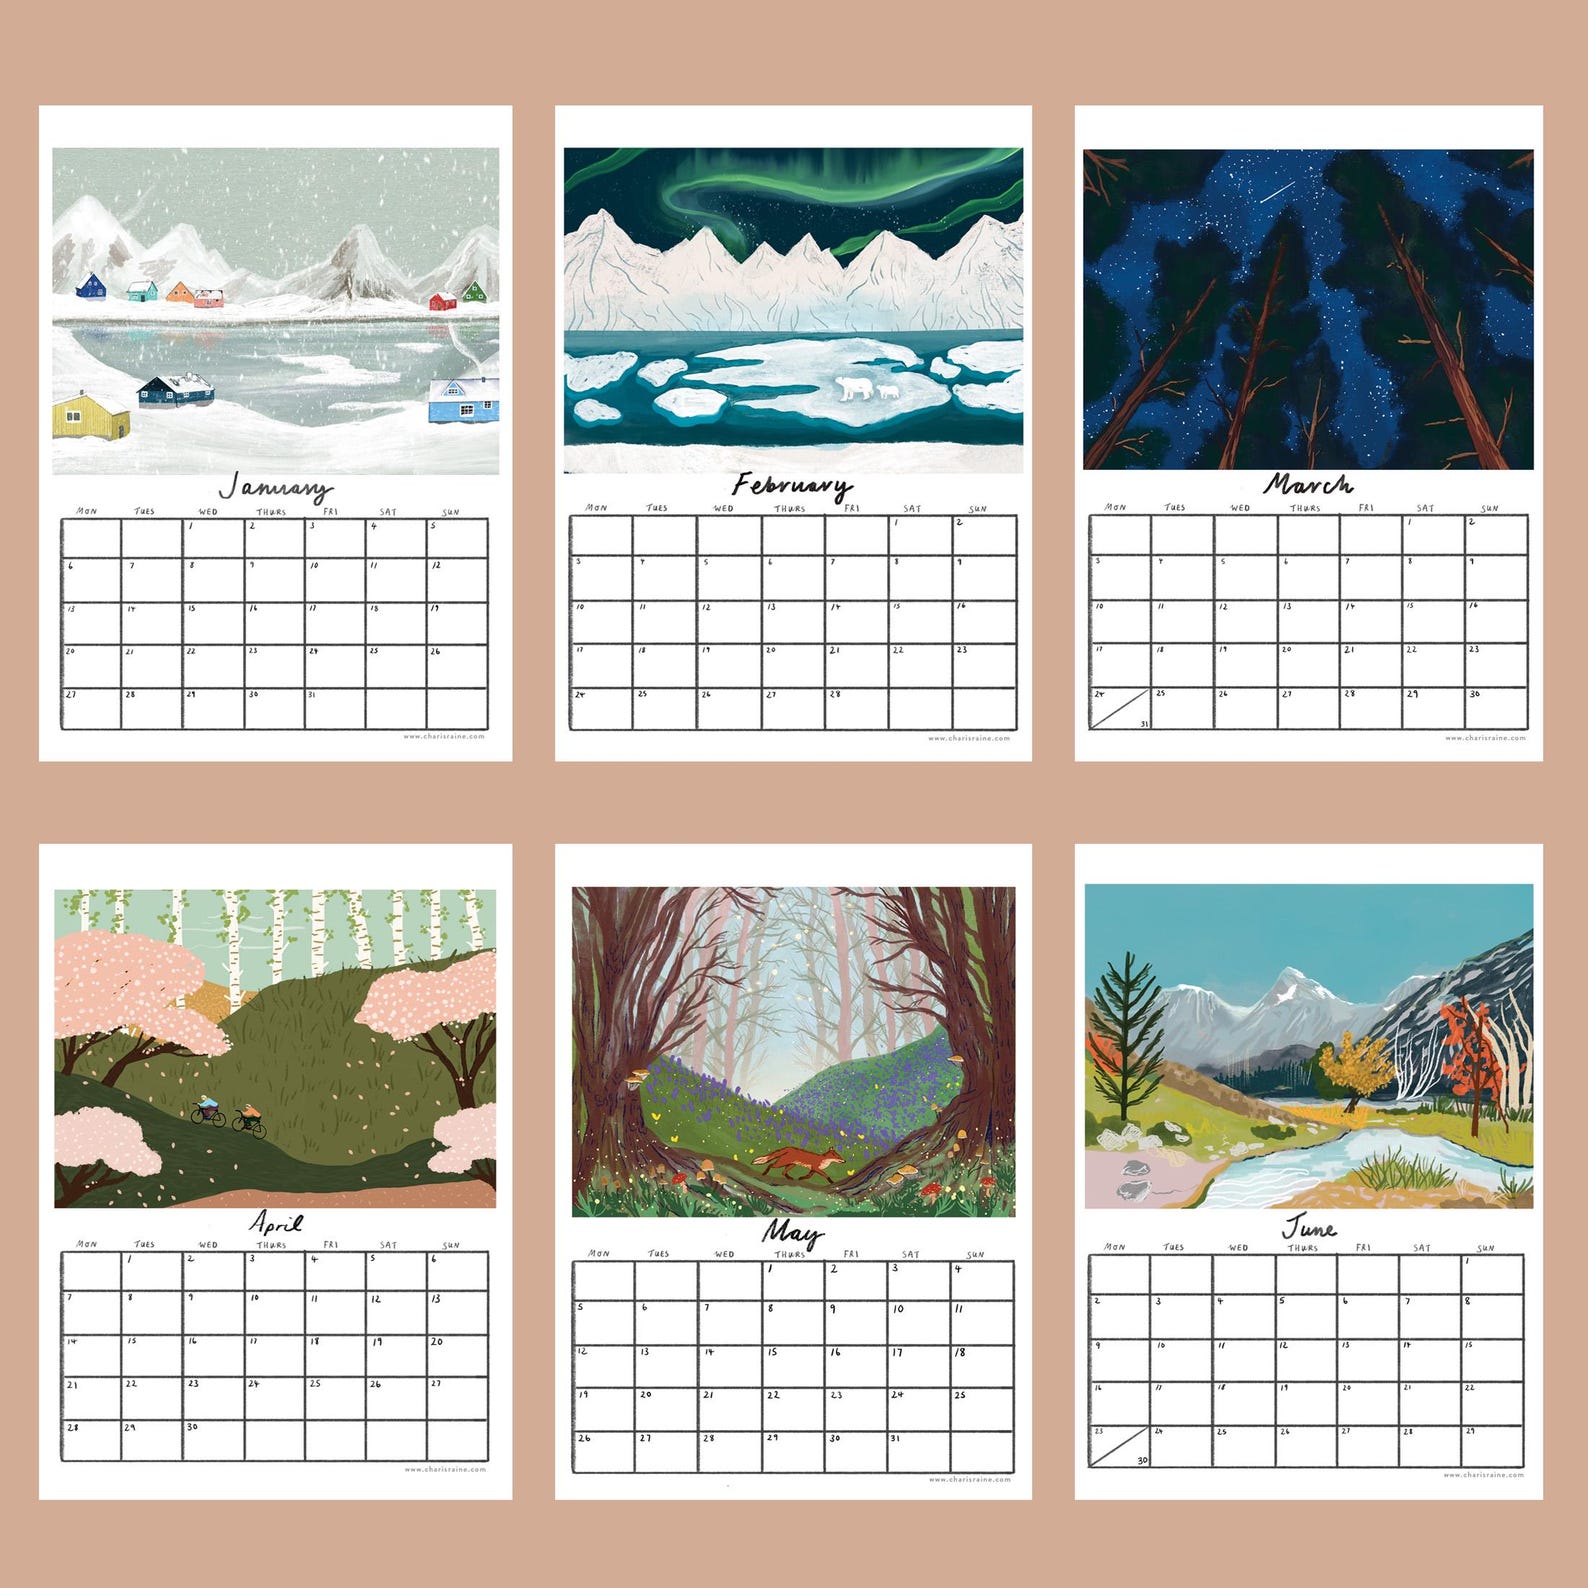 January
MON TUES WED THURS FRI SAT SUN
1 2 3 4 5
6 7 8 9 10 11 12
13 14 15 16 17 18 19
20 21 22 23 24 25 26
27 28 29 30 31
www.charisraine.com
February
MON TUES WED THURS FRI SAT SUN
1 2
3 4 5 6 7 8 9
10 11 12 13 14 15 16
17 18 19 20 21 22 23
24 25 26 27 28
www.charisraine.com
March
MON TUES WED THURS FRI SAT SUN
1 2
3 4 5 6 7 8 9
10 11 12 13 14 15 16
17 18 19 20 21 22 23
24 25 26 27 28 29 30
31
www.charisraine.com
April
MON TUES WED THURS FRI SAT SUN
1 2 3 4 5 6
7 8 9 10 11 12 13
14 15 16 17 18 19 20
21 22 23 24 25 26 27
28 29 30
www.charisraine.com
May
MON TUES WED THURS FRI SAT SUN
1 2 3 4
5 6 7 8 9 10 11
12 13 14 15 16 17 18
19 20 21 22 23 24 25
26 27 28 29 30 31
www.charisraine.com
June
MON TUES WED THURS FRI SAT SUN
1
2 3 4 5 6 7 8
9 10 11 12 13 14 15
16 17 18 19 20 21 22
23 24 25 26 27 28 29
30
www.charisraine.com